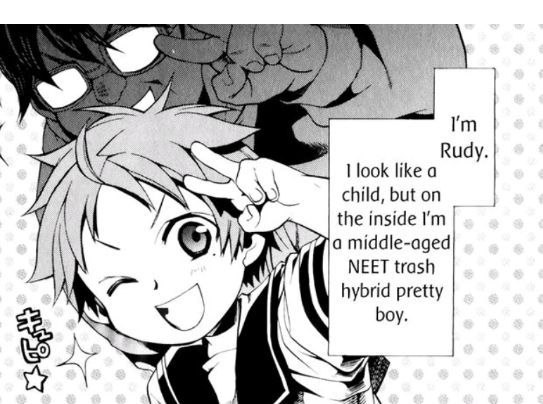 I'm
Rudy.
I look like a
child, but on
the inside I'm
a middle-aged
NEET trash
hybrid pretty
boy.
キャピ☆